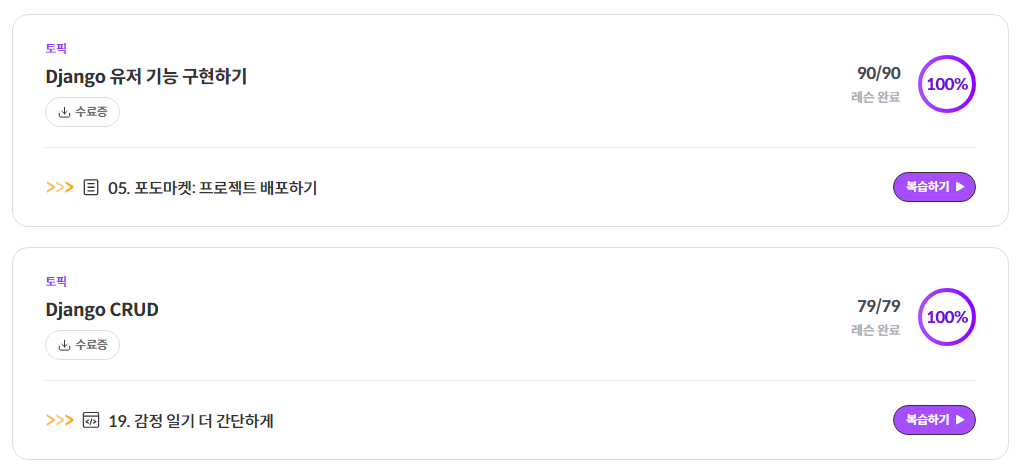 토픽
Django 유저 기능 구현하기
90/90
레슨 완료
100%
수료증
>>> 05. 포도마켓: 프로젝트 배포하기
복습하기
토픽
Django CRUD
79/79
레슨 완료
100%
수료증
>>> 19. 감정 일기 더 간단하게
복습하기